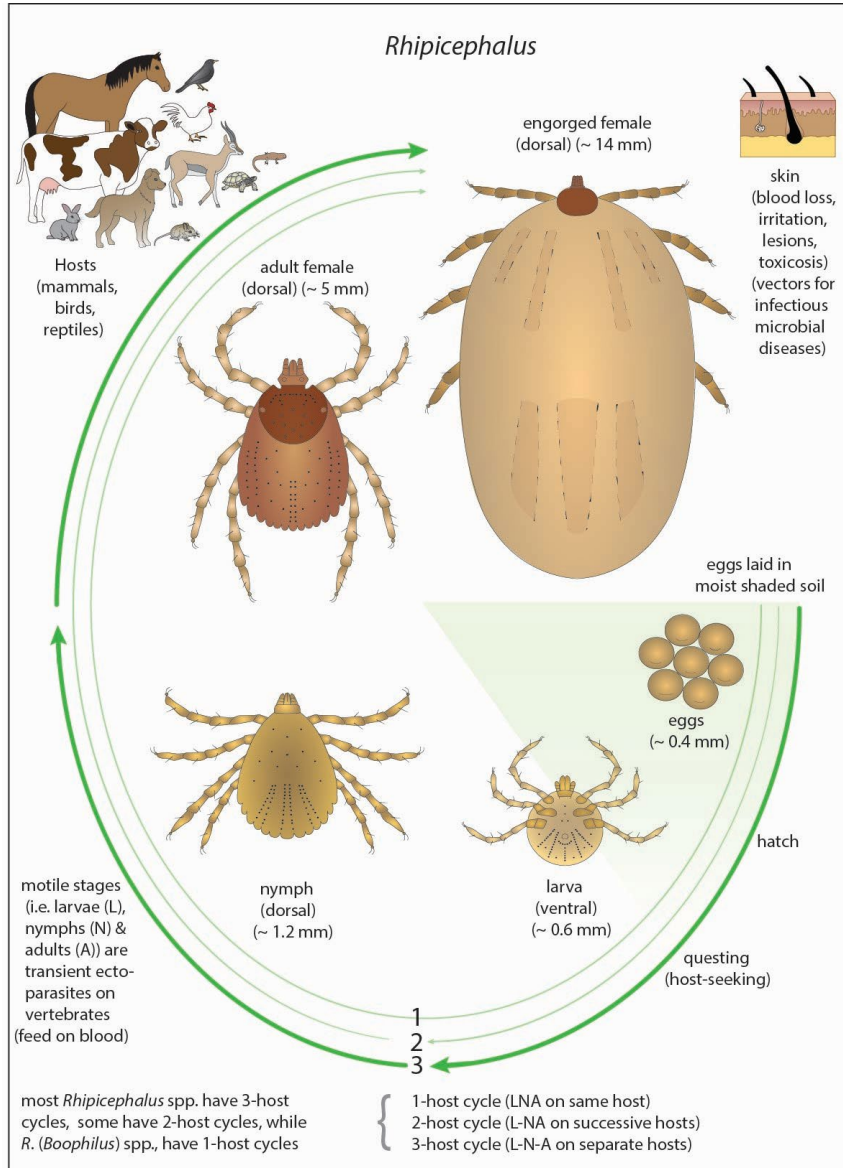 Rhipicephalus
engorged female
(dorsal) (~ 14 mm)
skin
(blood loss,
irritation,
lesions,
toxicosis)
(vectors for
infectious
microbial
diseases)
Hosts
(mammals,
birds,
reptiles)
adult female
(dorsal) (~ 5 mm)
eggs laid in
moist shaded soil
eggs
(~ 0.4 mm)
hatch
larva
(ventral)
(~ 0.6 mm)
nymph
(dorsal)
(~ 1.2 mm)
questing
(host-seeking)
motile stages
(i.e. larvae (L),
nymphs (N) &
adults (A)) are
transient ecto-
parasites on
vertebrates
(feed on blood)
1
2
3
most Rhipicephalus spp. have 3-host
cycles, some have 2-host cycles, while
R. (Boophilus) spp., have 1-host cycles
{
1-host cycle (LNA on same host)
2-host cycle (L-NA on successive hosts)
3-host cycle (L-N-A on separate hosts)